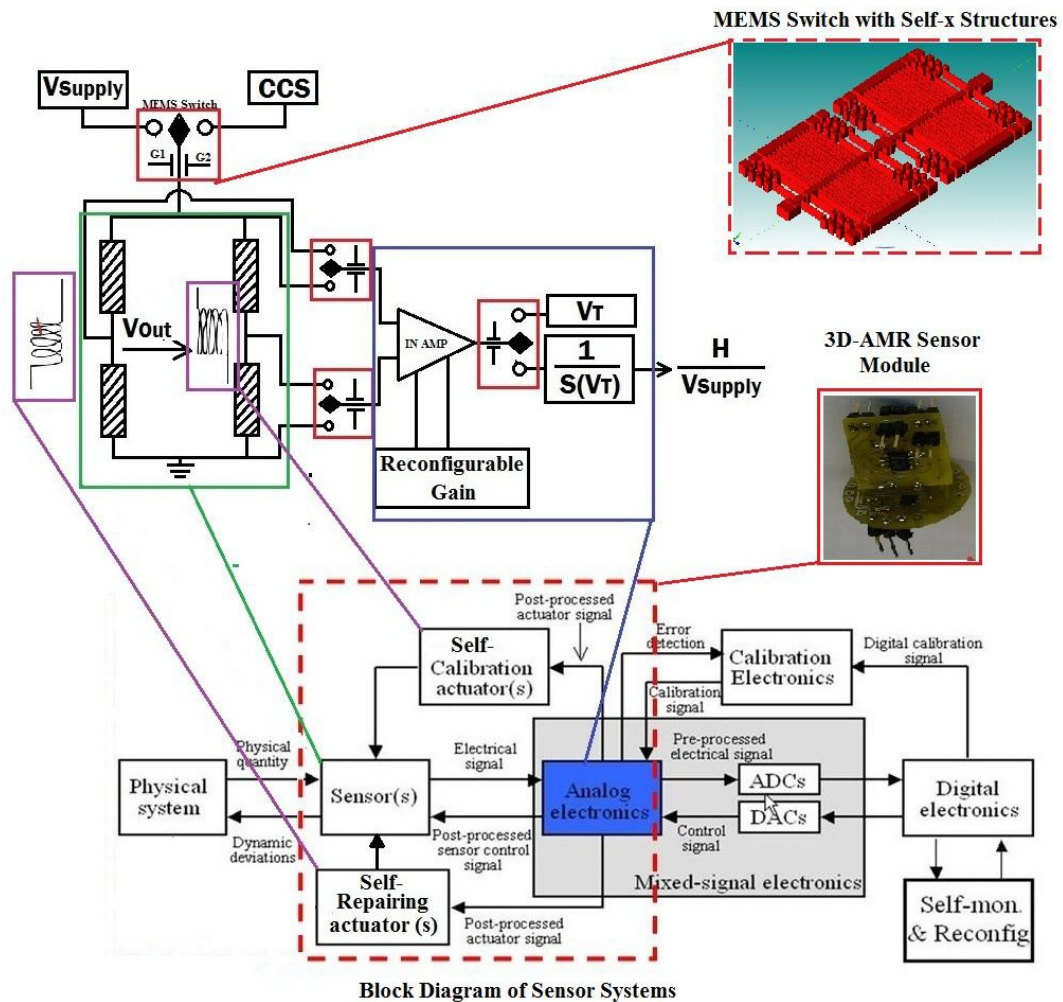 MEMS Switch with Self-x Structures
Vsupply
CCS
MEMS Switch
G1
G2
Vout
IN AMP
VT
1
S(VT)
H
Vsupply
Reconfigurable
Gain
3D-AMR Sensor
Module
Post-processed
actuator signal
Self-
Calibration
actuator(s)
Error
detection
Calibration
Electronics
Digital calibration
signal
Calibration
signal
Physical
quantity
Electrical
signal
Pre-processed
electrical signal
Physical
system
Sensor(s)
Analog
electronics
ADCs
DACs
Digital
electronics
Dynamic
deviations
Post-processed
sensor control
signal
Control
signal
Mixed-signal electronics
Self-
Repairing
actuator (s)
Post-processed
actuator signal
Self-mon.
& Reconfig
Block Diagram of Sensor Systems